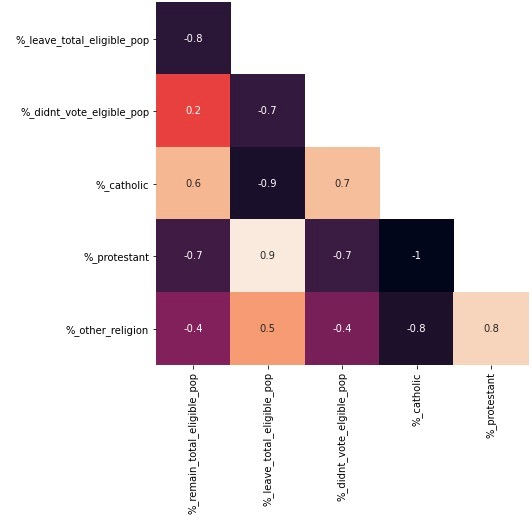 %_leave_total_eligible_pop -0.8
%_didnt_vote_elgible_pop 0.2 -0.7
%_catholic 0.6 -0.9 0.7
%_protestant -0.7 0.9 -0.7 -1
%_other_religion -0.4 0.5 -0.4 -0.8 0.8
%_remain_total_eligible_pop
%_leave_total_eligible_pop
%_didnt_vote_elgible_pop
%_catholic
%_protestant